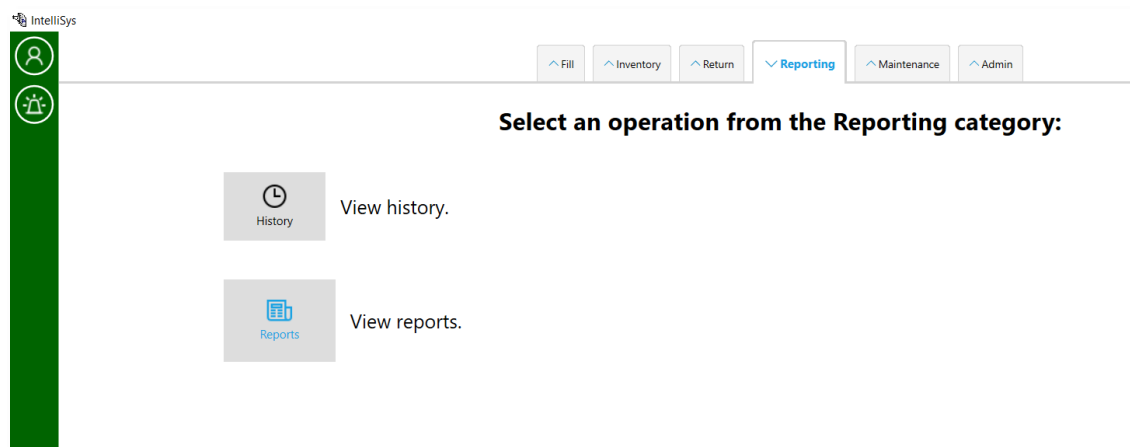 IntelliSys
Fill Inventory Return Reporting Maintenance Admin
Select an operation from the Reporting category:
History
View history.
Reports
View reports.